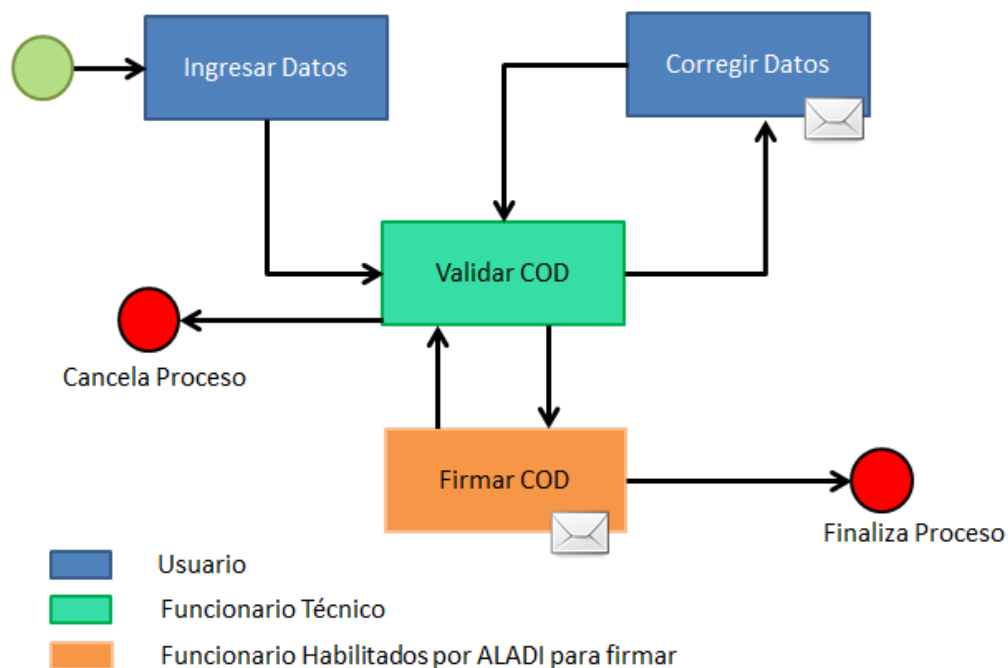 Ingresar Datos
Corregir Datos
Validar COD
Cancela Proceso
Firmar COD
Finaliza Proceso
Usuario
Funcionario Técnico
Funcionario Habilitados por ALADI para firmar